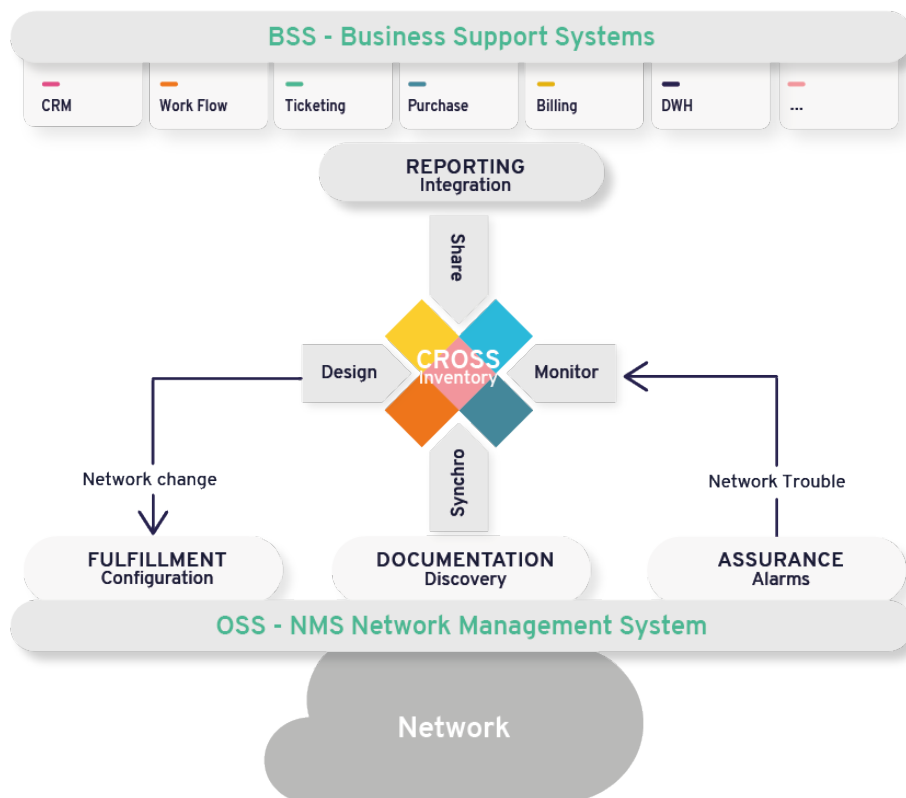 BSS - Business Support Systems
CRM
Work Flow
Ticketing
Purchase
Billing
DWH
...
REPORTING
Integration
Share
CROSS
Inventory
Design
Monitor
Synchro
Network change
Network Trouble
FULFILLMENT
Configuration
DOCUMENTATION
Discovery
ASSURANCE
Alarms
OSS - NMS Network Management System
Network